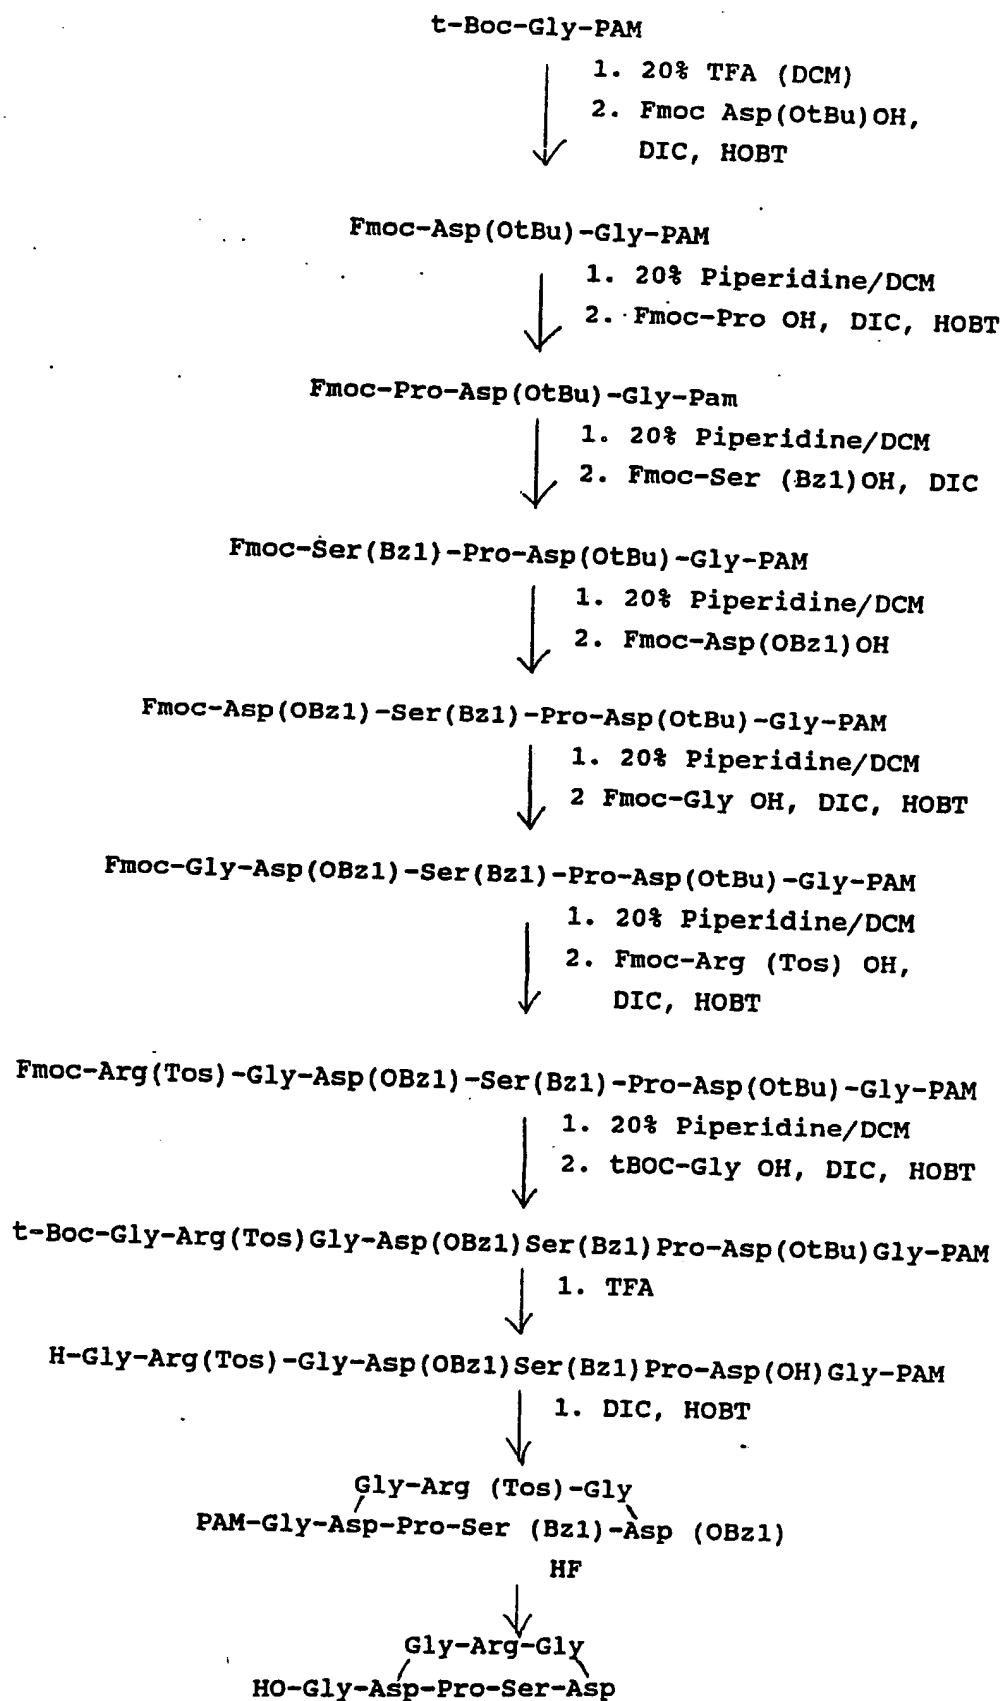 t-Boc-Gly-PAM
1. 20% TFA (DCM)
2. Fmoc Asp(OtBu)OH,
DIC, HOBT
Fmoc-Asp(OtBu)-Gly-PAM
1. 20% Piperidine/DCM
2. Fmoc-Pro OH, DIC, HOBT
Fmoc-Pro-Asp(OtBu)-Gly-Pam
1. 20% Piperidine/DCM
2. Fmoc-Ser (Bzl)OH, DIC
Fmoc-Ser(Bzl)-Pro-Asp(OtBu)-Gly-PAM
1. 20% Piperidine/DCM
2. Fmoc-Asp(OBzl)OH
Fmoc-Asp(OBzl)-Ser(Bzl)-Pro-Asp(OtBu)-Gly-PAM
1. 20% Piperidine/DCM
2 Fmoc-Gly OH, DIC, HOBT
Fmoc-Gly-Asp(OBzl)-Ser(Bzl)-Pro-Asp(OtBu)-Gly-PAM
1. 20% Piperidine/DCM
2. Fmoc-Arg (Tos) OH,
DIC, HOBT
Fmoc-Arg(Tos)-Gly-Asp(OBzl)-Ser(Bzl)-Pro-Asp(OtBu)-Gly-PAM
1. 20% Piperidine/DCM
2. tBOC-Gly OH, DIC, HOBT
t-Boc-Gly-Arg(Tos)Gly-Asp(OBzl)Ser(Bzl)Pro-Asp(OtBu)Gly-PAM
1. TFA
H-Gly-Arg(Tos)-Gly-Asp(OBzl)Ser(Bzl)Pro-Asp(OH)Gly-PAM
1. DIC, HOBT
Gly-Arg (Tos)-Gly
PAM-Gly-Asp-Pro-Ser (Bzl)-Asp (OBzl)
HF
Gly-Arg-Gly
HO-Gly-Asp-Pro-Ser-Asp